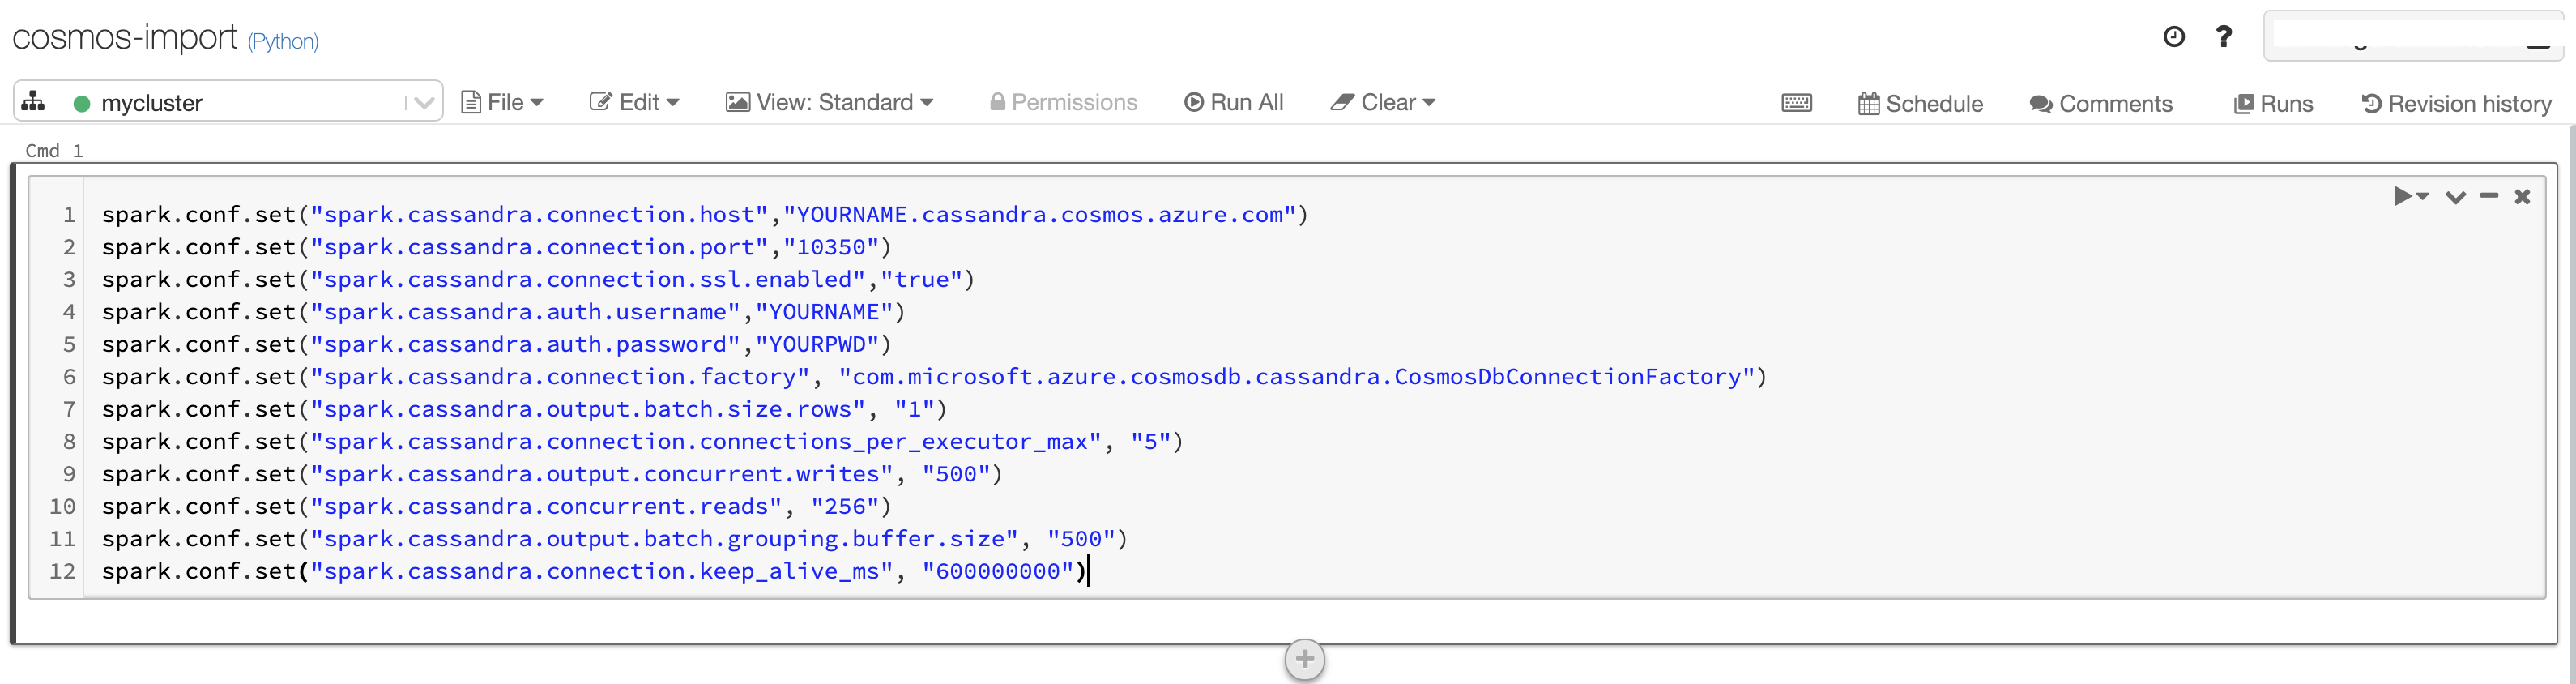 cosmos-import (Python)
?
mycluster File Edit View: Standard Permissions Run All Clear Schedule Comments Runs Revision history
Cmd 1
1 spark.conf.set("spark.cassandra.connection.host","YOURNAME.cassandra.cosmos.azure.com")
2 spark.conf.set("spark.cassandra.connection.port","10350")
3 spark.conf.set("spark.cassandra.connection.ssl.enabled","true")
4 spark.conf.set("spark.cassandra.auth.username","YOURNAME")
5 spark.conf.set("spark.cassandra.auth.password","YOURPWD")
6 spark.conf.set("spark.cassandra.connection.factory", "com.microsoft.azure.cosmosdb.cassandra.CosmosDbConnectionFactory")
7 spark.conf.set("spark.cassandra.output.batch.size.rows", "1")
8 spark.conf.set("spark.cassandra.connection.connections_per_executor_max", "5")
9 spark.conf.set("spark.cassandra.output.concurrent.writes", "500")
10 spark.conf.set("spark.cassandra.concurrent.reads", "256")
11 spark.conf.set("spark.cassandra.output.batch.grouping.buffer.size", "500")
12 spark.conf.set("spark.cassandra.connection.keep_alive_ms", "600000000")